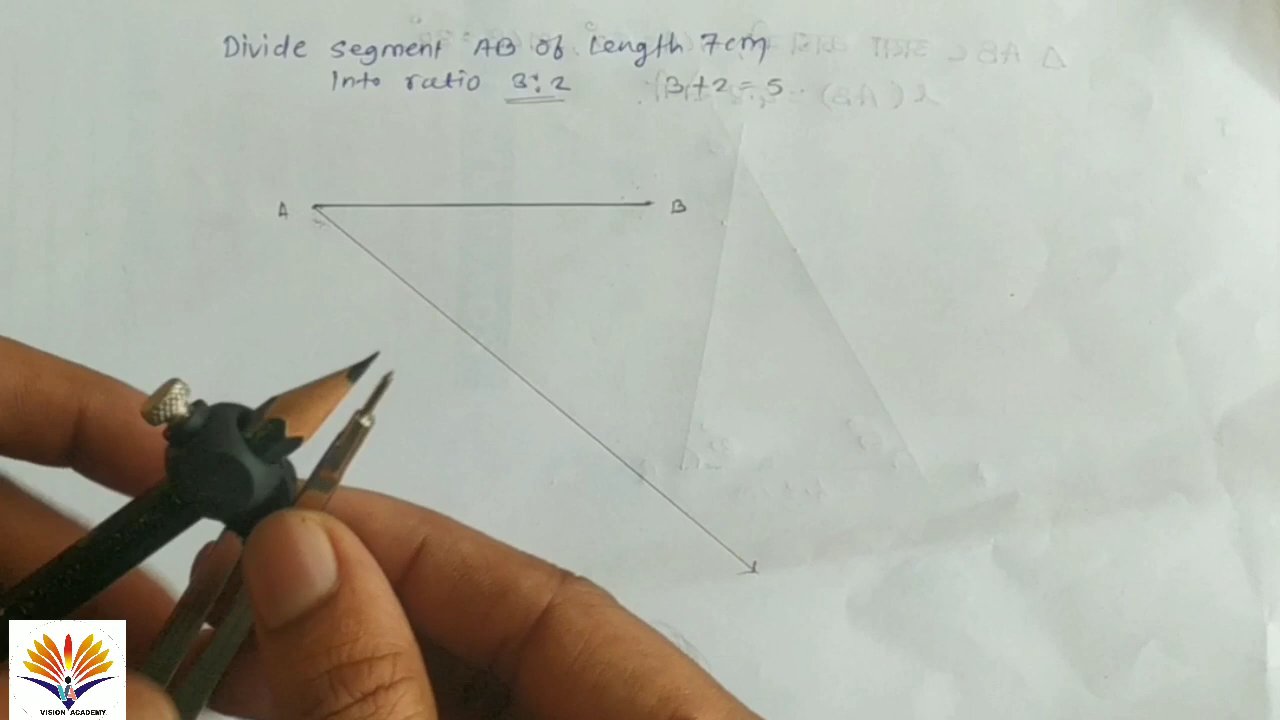 Divide segment AB of length 7cm
Into ratio 3:2 3+2=5
A
B
VISION ACADEMY